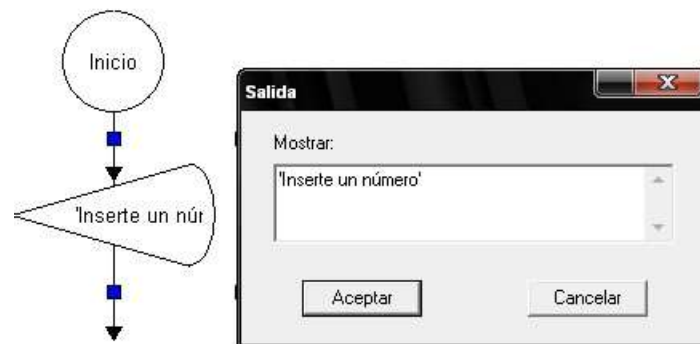 Inicio
'Inserte un núr
Salida
Mostrar:
'Inserte un número'
Aceptar
Cancelar